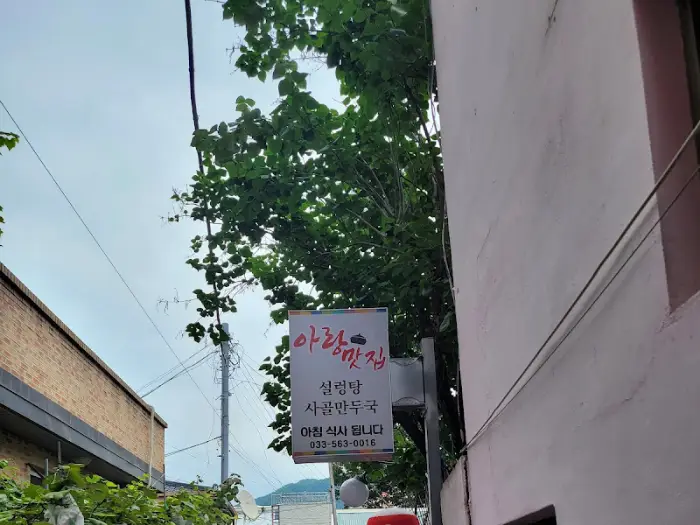 아랑맛집
설렁탕
사골만두국
아침 식사 됩니다
033-563-0016